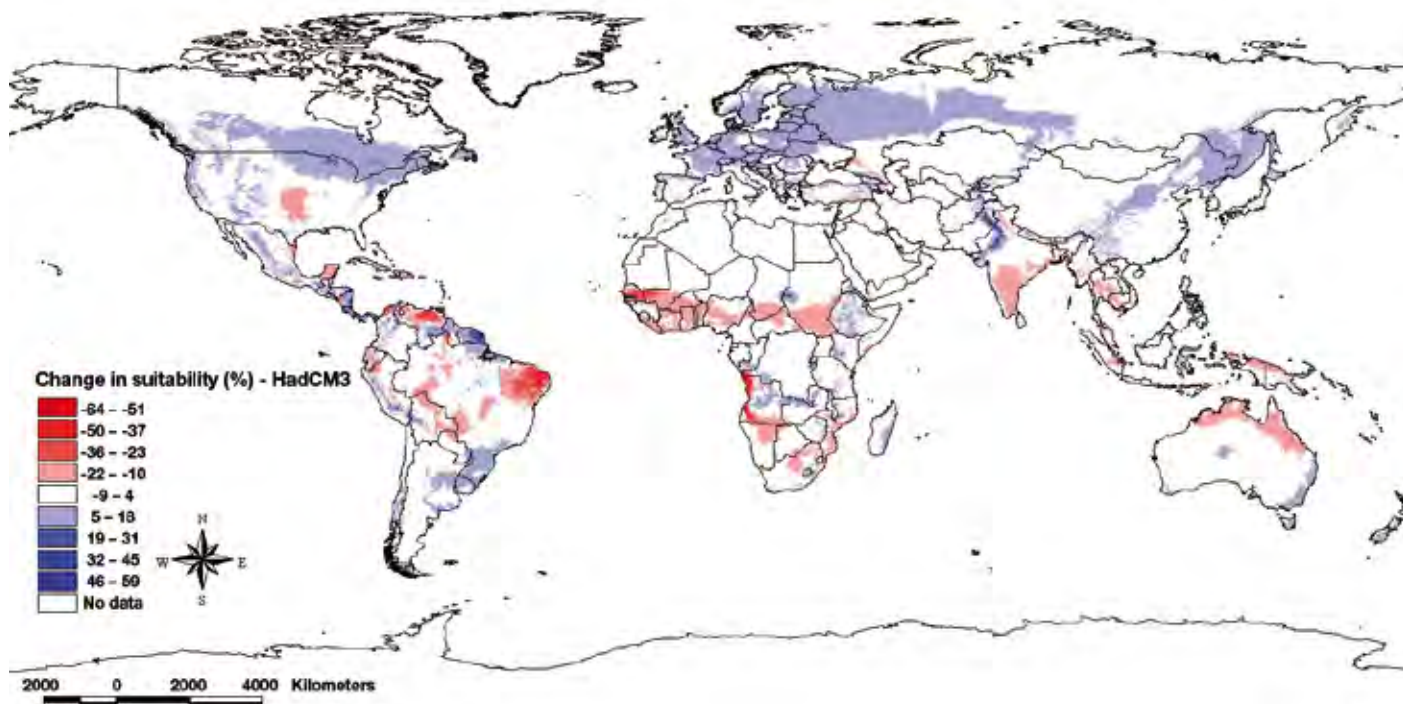 Change in suitability (%) - HadCM3
-64 – -51
-50 – -37
-36 – -23
-22 – -10
-9 – 4
5 – 18
19 – 31
32 – 45
46 – 59
No data
N
W E
S
2000 0 2000 4000 Kilometers